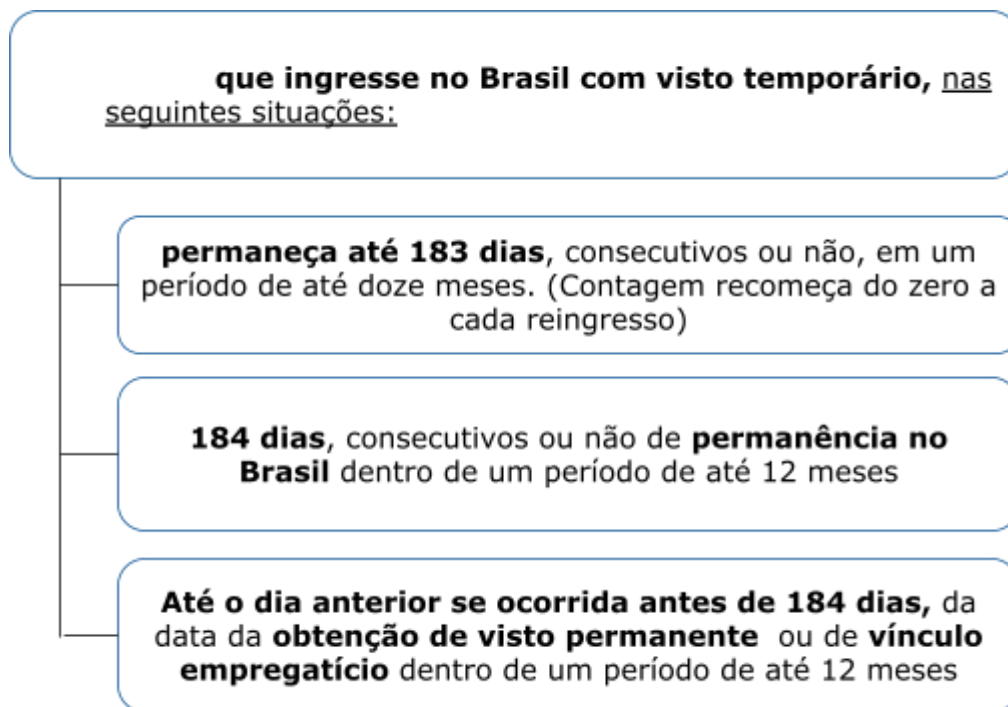 que ingresse no Brasil com visto temporário, nas
seguintes situações:
permaneça até 183 dias, consecutivos ou não, em um
período de até doze meses. (Contagem recomeça do zero a
cada reingresso)
184 dias, consecutivos ou não de permanência no
Brasil dentro de um período de até 12 meses
Até o dia anterior se ocorrida antes de 184 dias, da
data da obtenção de visto permanente ou de vínculo
empregatício dentro de um período de até 12 meses